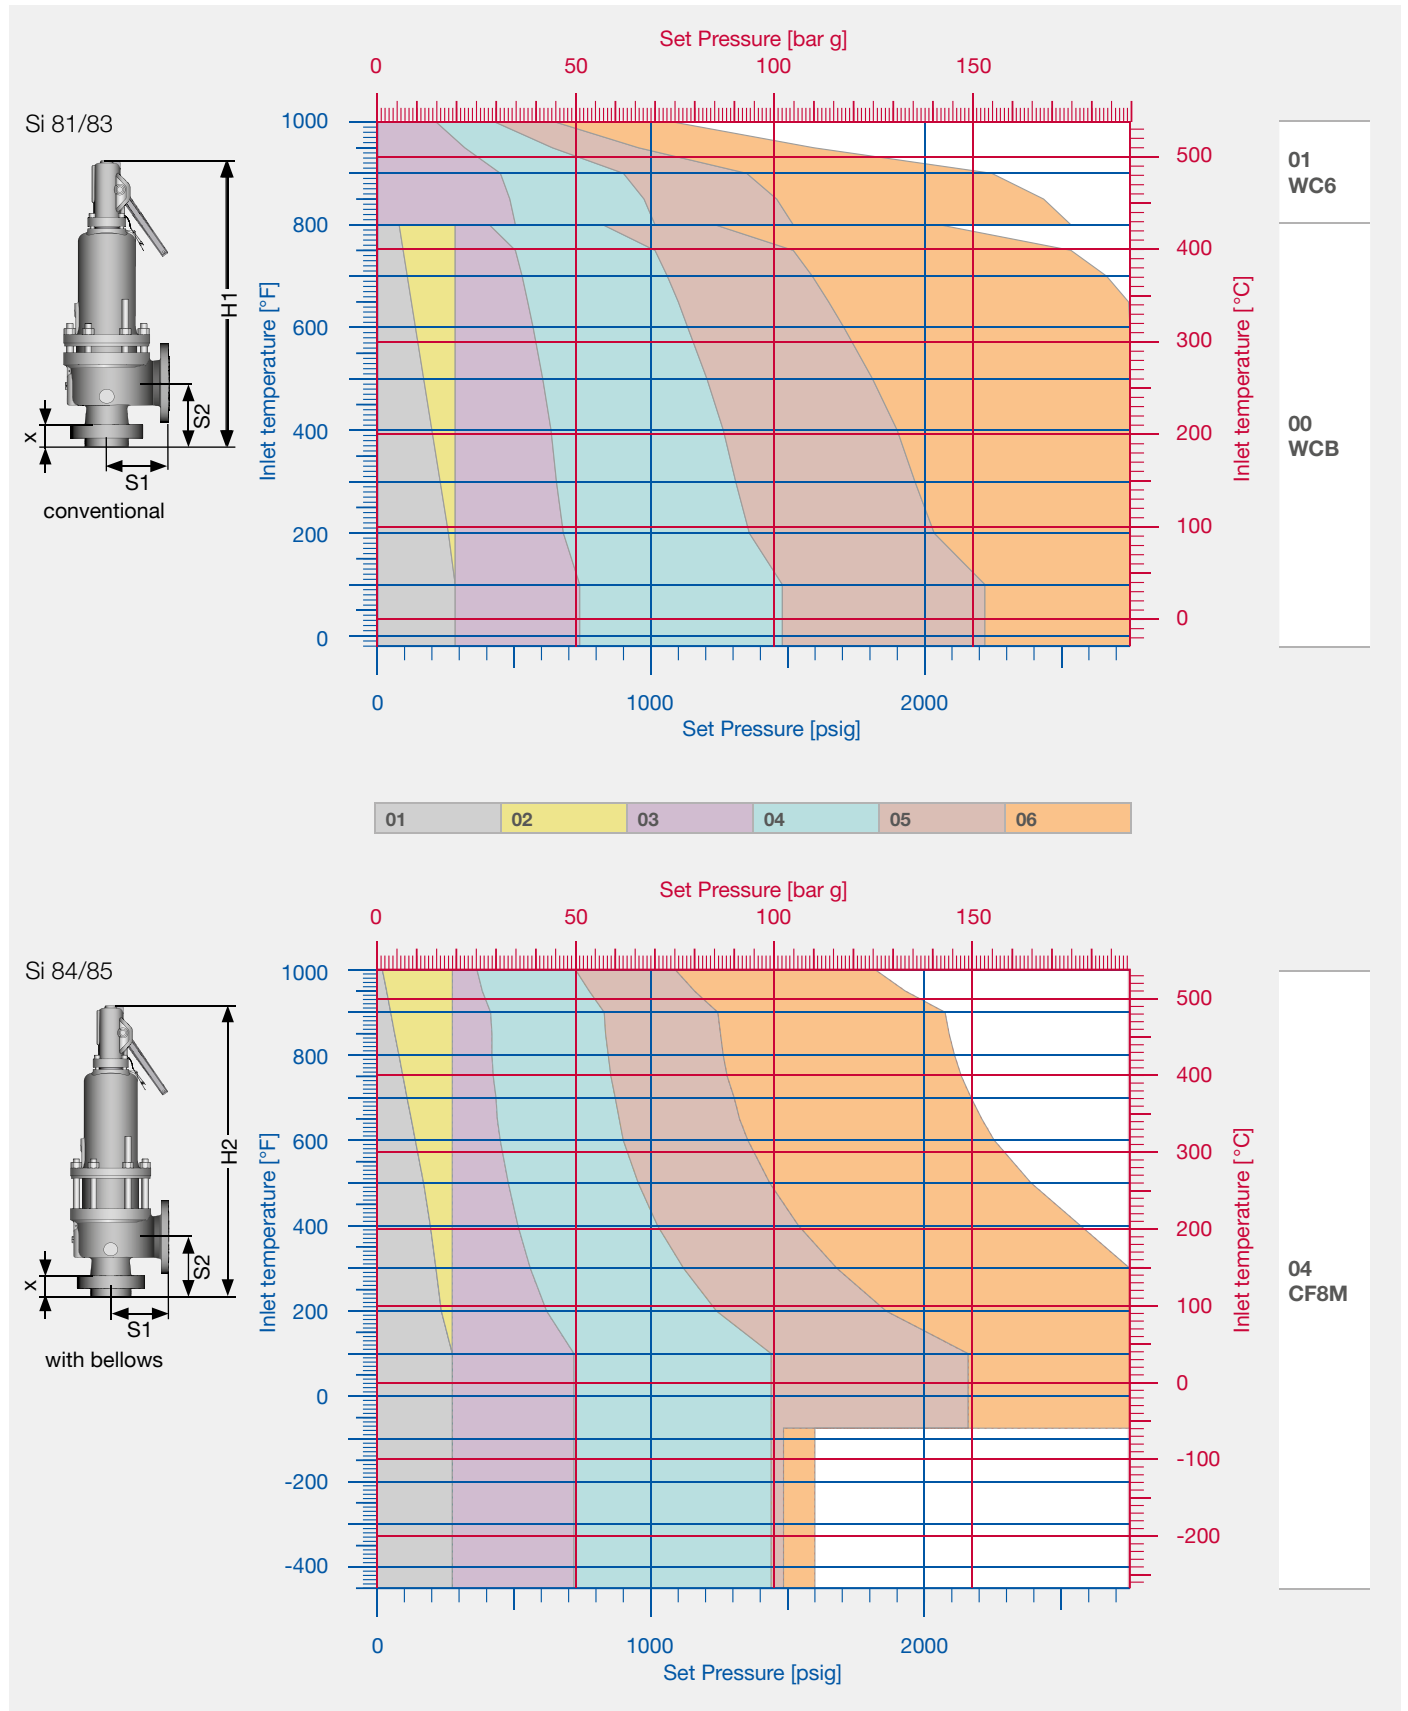 Set Pressure [bar g]
0 50 100 150
Si 81/83
H1
S2
x
S1
conventional
Inlet temperature [°F]
1000
800
600
400
200
0
500
400
300
200
100
0
Inlet temperature [°C]
01
WC6
00
WCB
0 1000 2000
Set Pressure [psig]
01 02 03 04 05 06
Set Pressure [bar g]
0 50 100 150
Si 84/85
H2
S2
x
S1
with bellows
Inlet temperature [°F]
1000
800
600
400
200
0
-200
-400
500
400
300
200
100
0
-100
-200
Inlet temperature [°C]
04
CF8M
0 1000 2000
Set Pressure [psig]